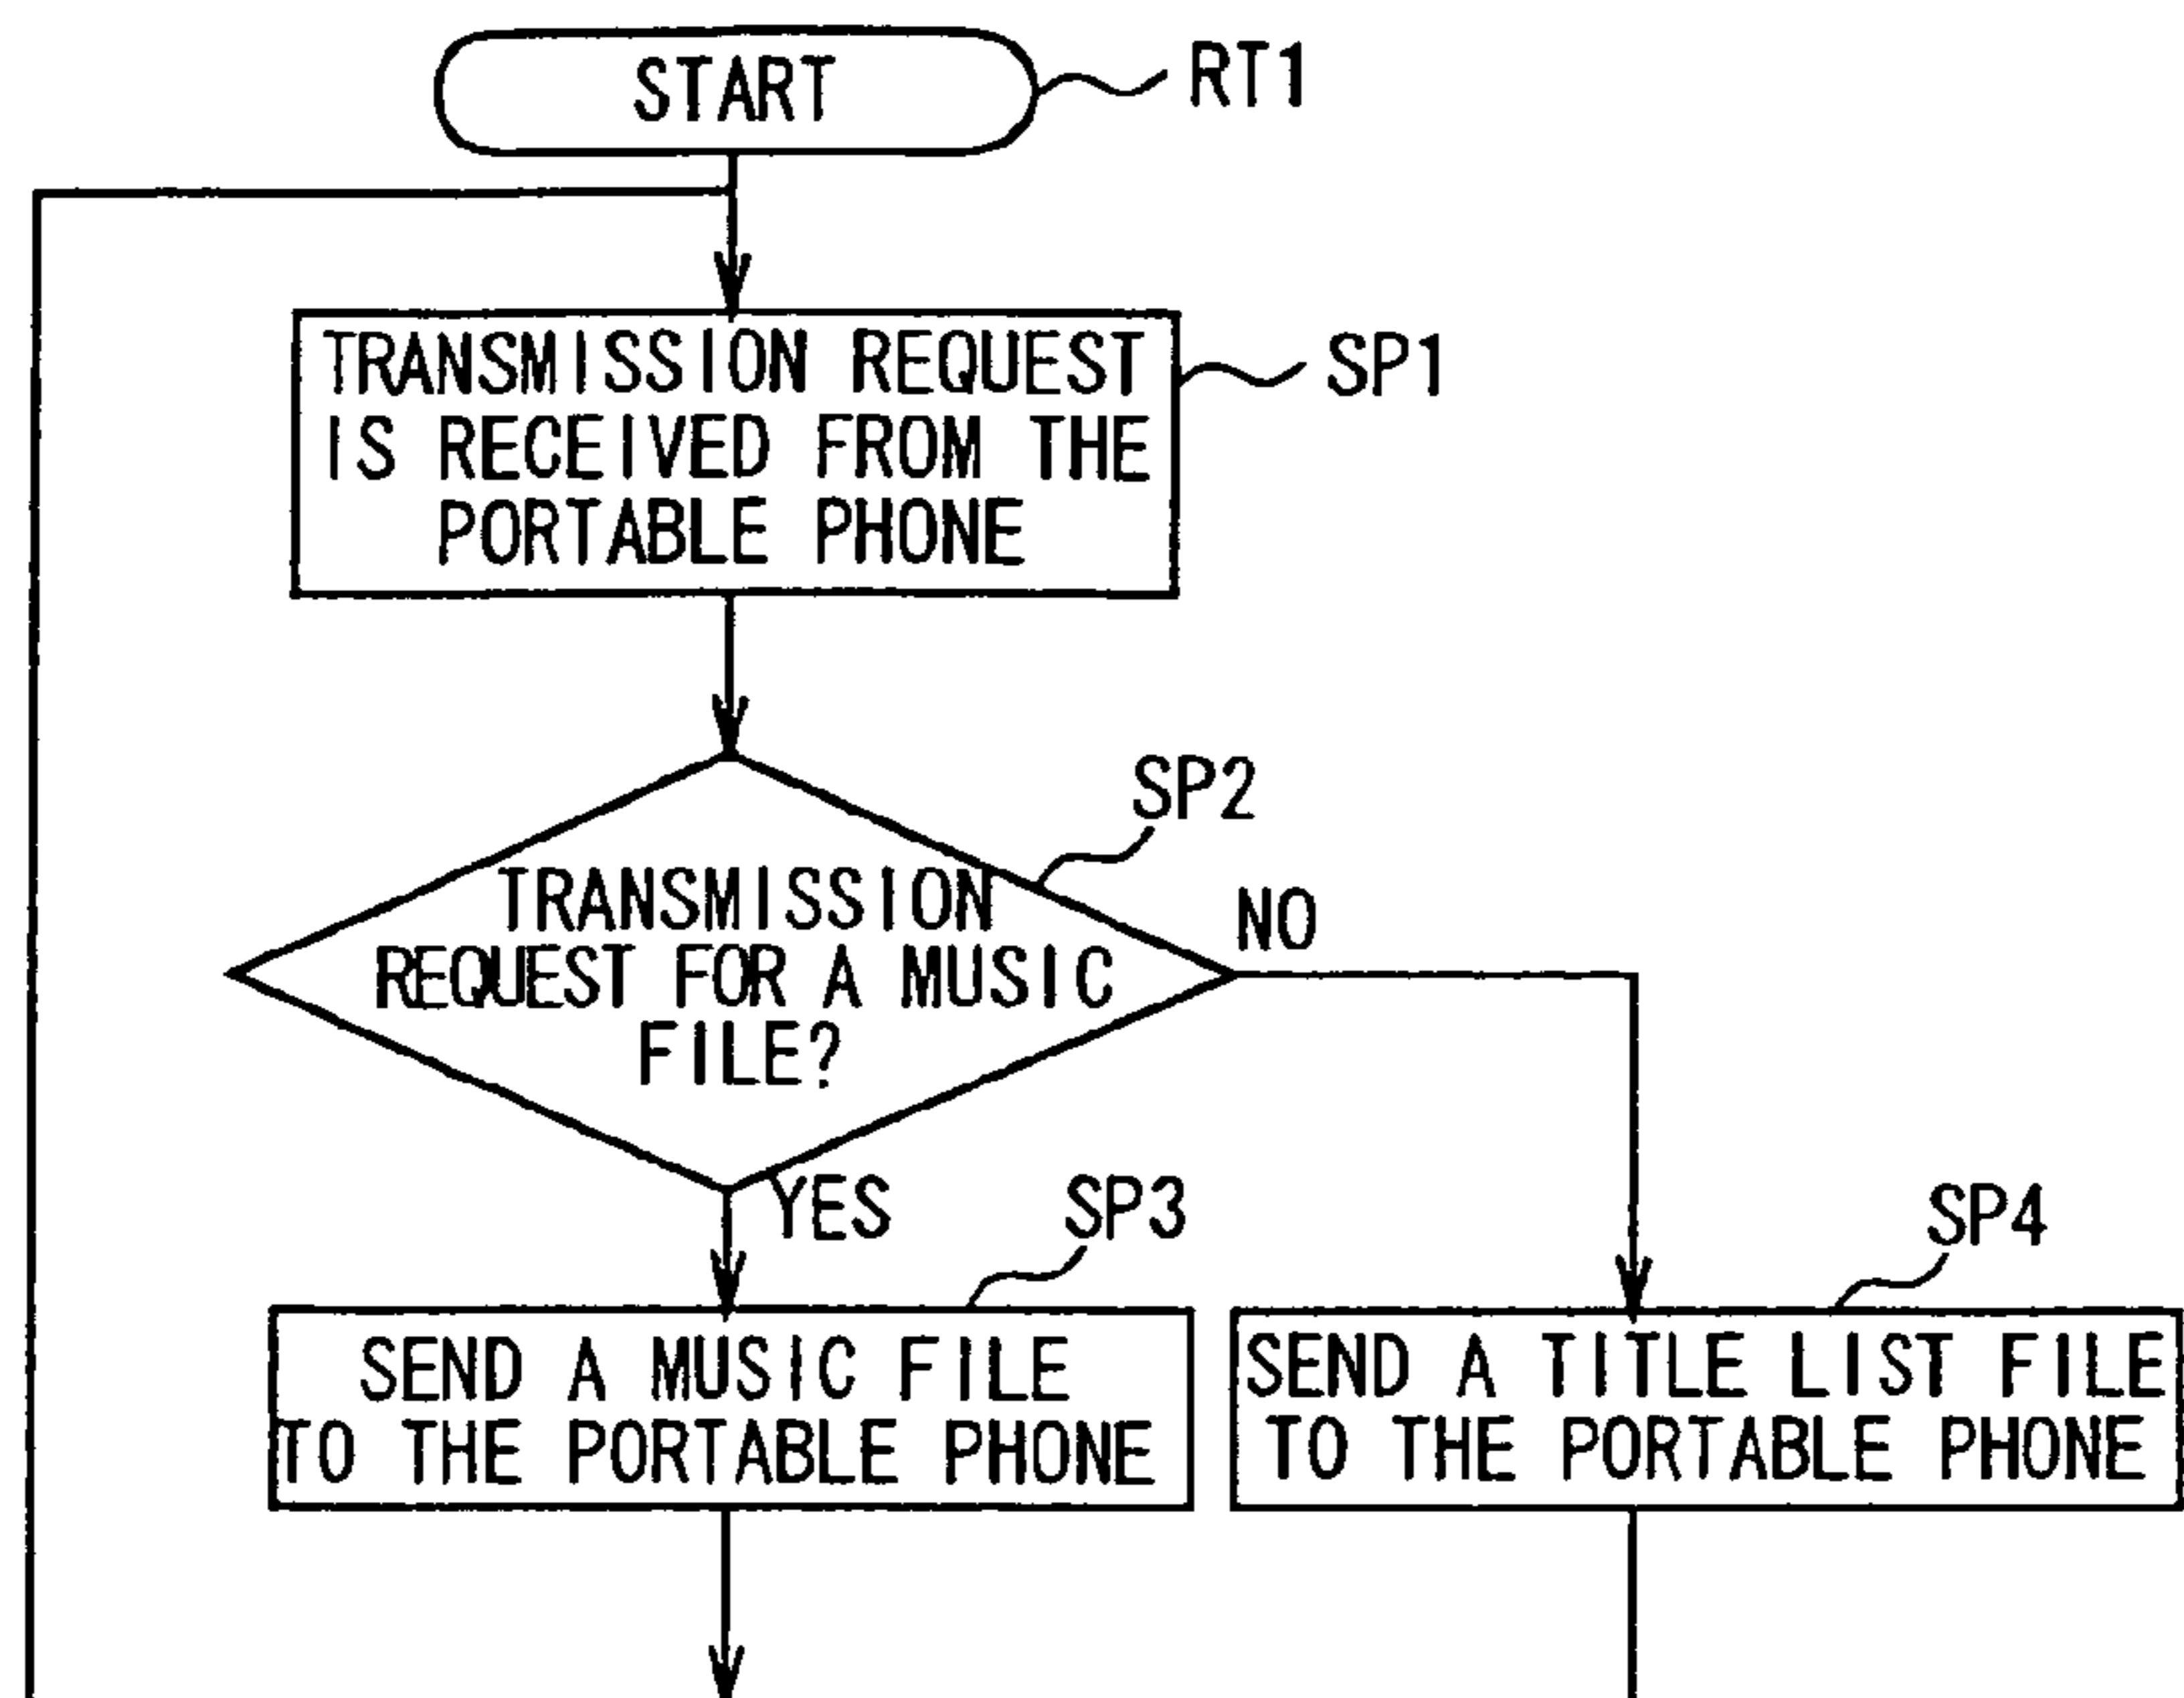 START
RT1
TRANSMISSION REQUEST
IS RECEIVED FROM THE
PORTABLE PHONE
SP1
SP2
TRANSMISSION
REQUEST FOR A MUSIC
FILE?
NO
YES
SP3
SP4
SEND A MUSIC FILE
TO THE PORTABLE PHONE
SEND A TITLE LIST FILE
TO THE PORTABLE PHONE